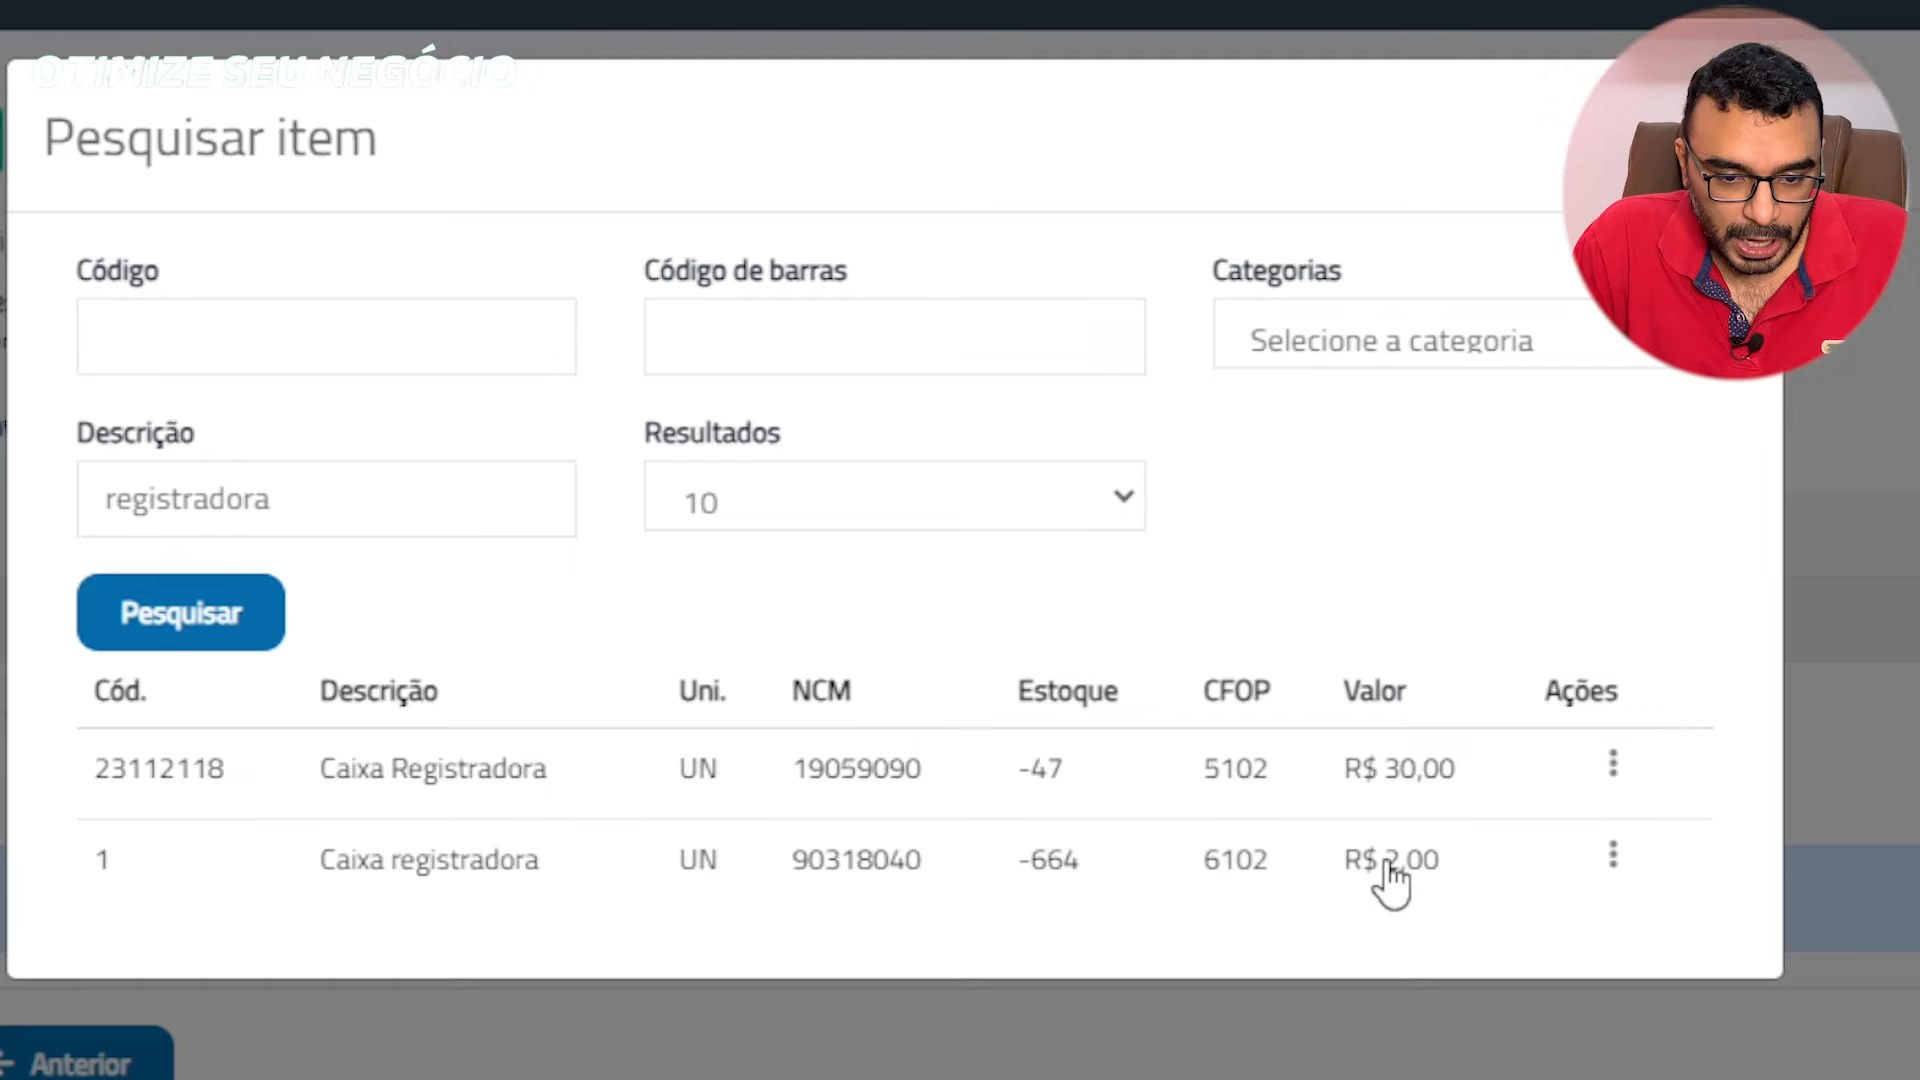 OTIMIZE SEU NEGÓCIO
Pesquisar item
Código
Código de barras
Categorias
Selecione a categoria
Descrição
Resultados
registradora
10
Pesquisar
Cód. Descrição Uni. NCM Estoque CFOP Valor Ações
23112118 Caixa Registradora UN 19059090 -47 5102 R$ 30,00
1 Caixa registradora UN 90318040 -664 6102 R$ 2,00
Anterior